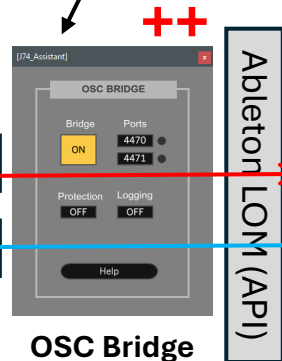 ++
[J74_Assistant]
x
OSC BRIDGE
Bridge
Ports
ON
4470
4471
Protection
Logging
OFF
OFF
Help
OSC Bridge
Ableton LOM (API)